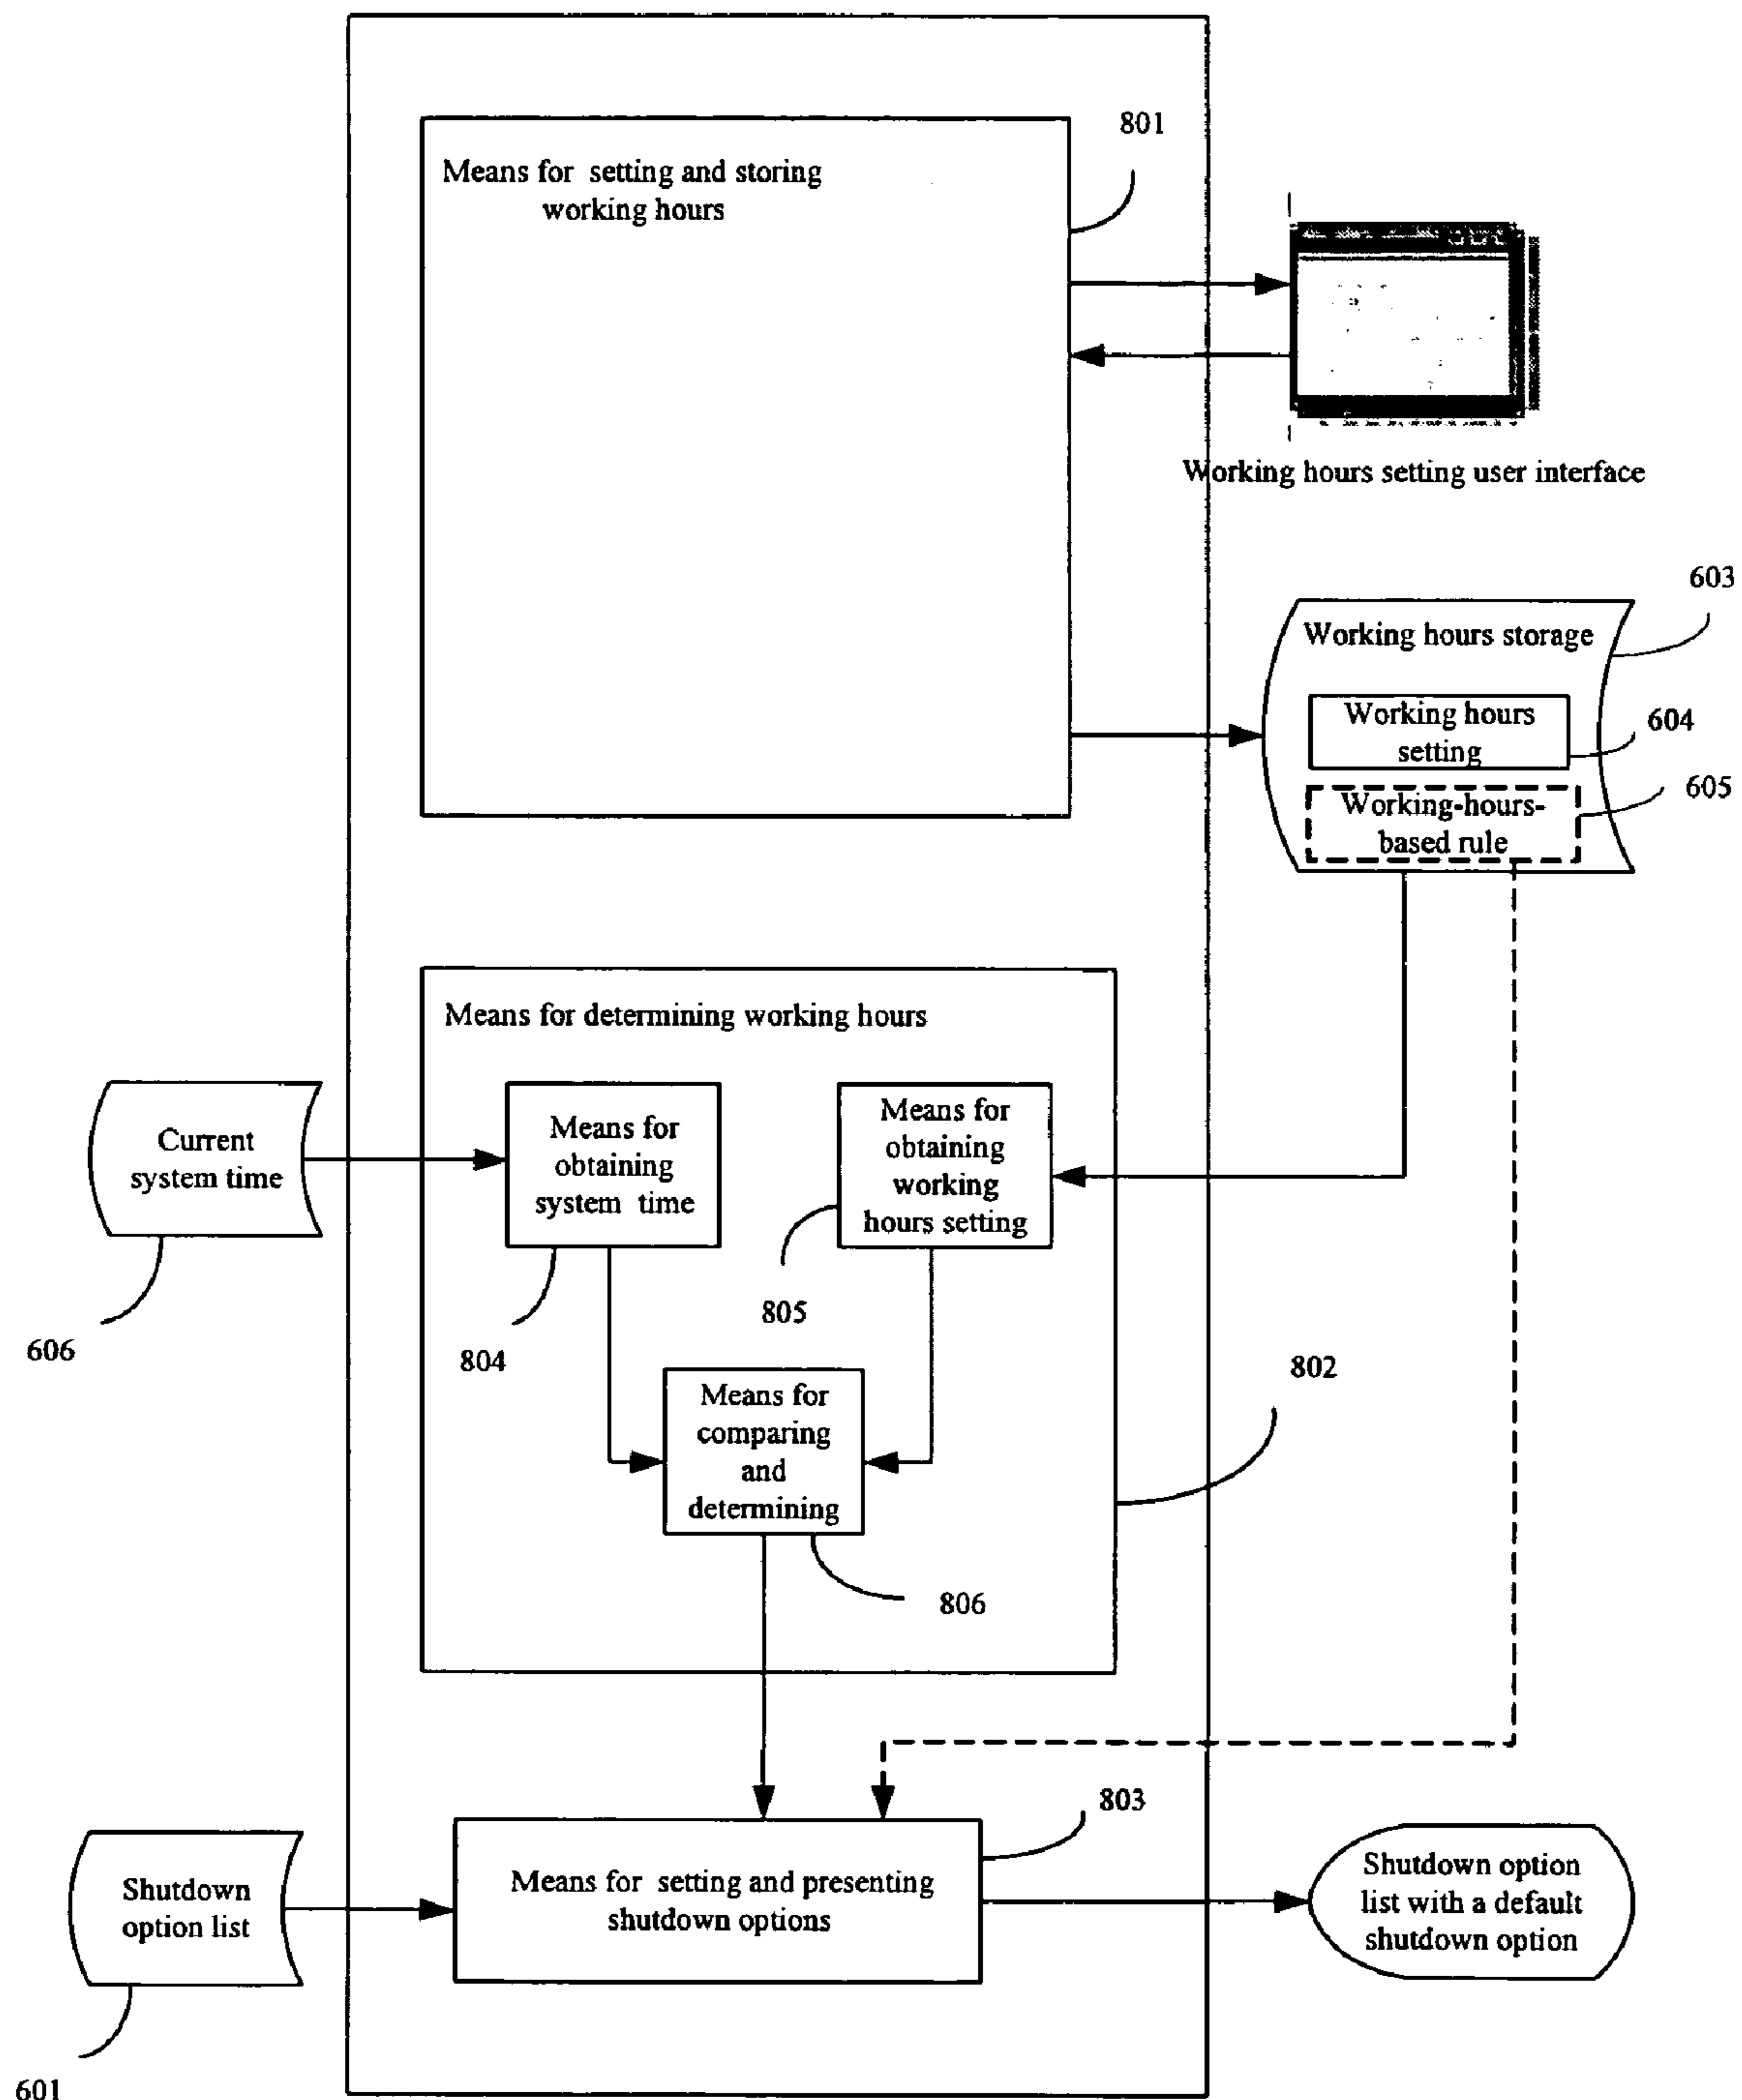 801
Means for setting and storing
working hours
Working hours setting user interface
603
Working hours storage
Working hours
setting
604
Working-hours-
based rule
605
Means for determining working hours
Current
system time
Means for
obtaining
system time
Means for
obtaining
working
hours setting
606
804
805
802
Means for
comparing
and
determining
806
803
Shutdown
option list
Means for setting and presenting
shutdown options
Shutdown option
list with a default
shutdown option
601